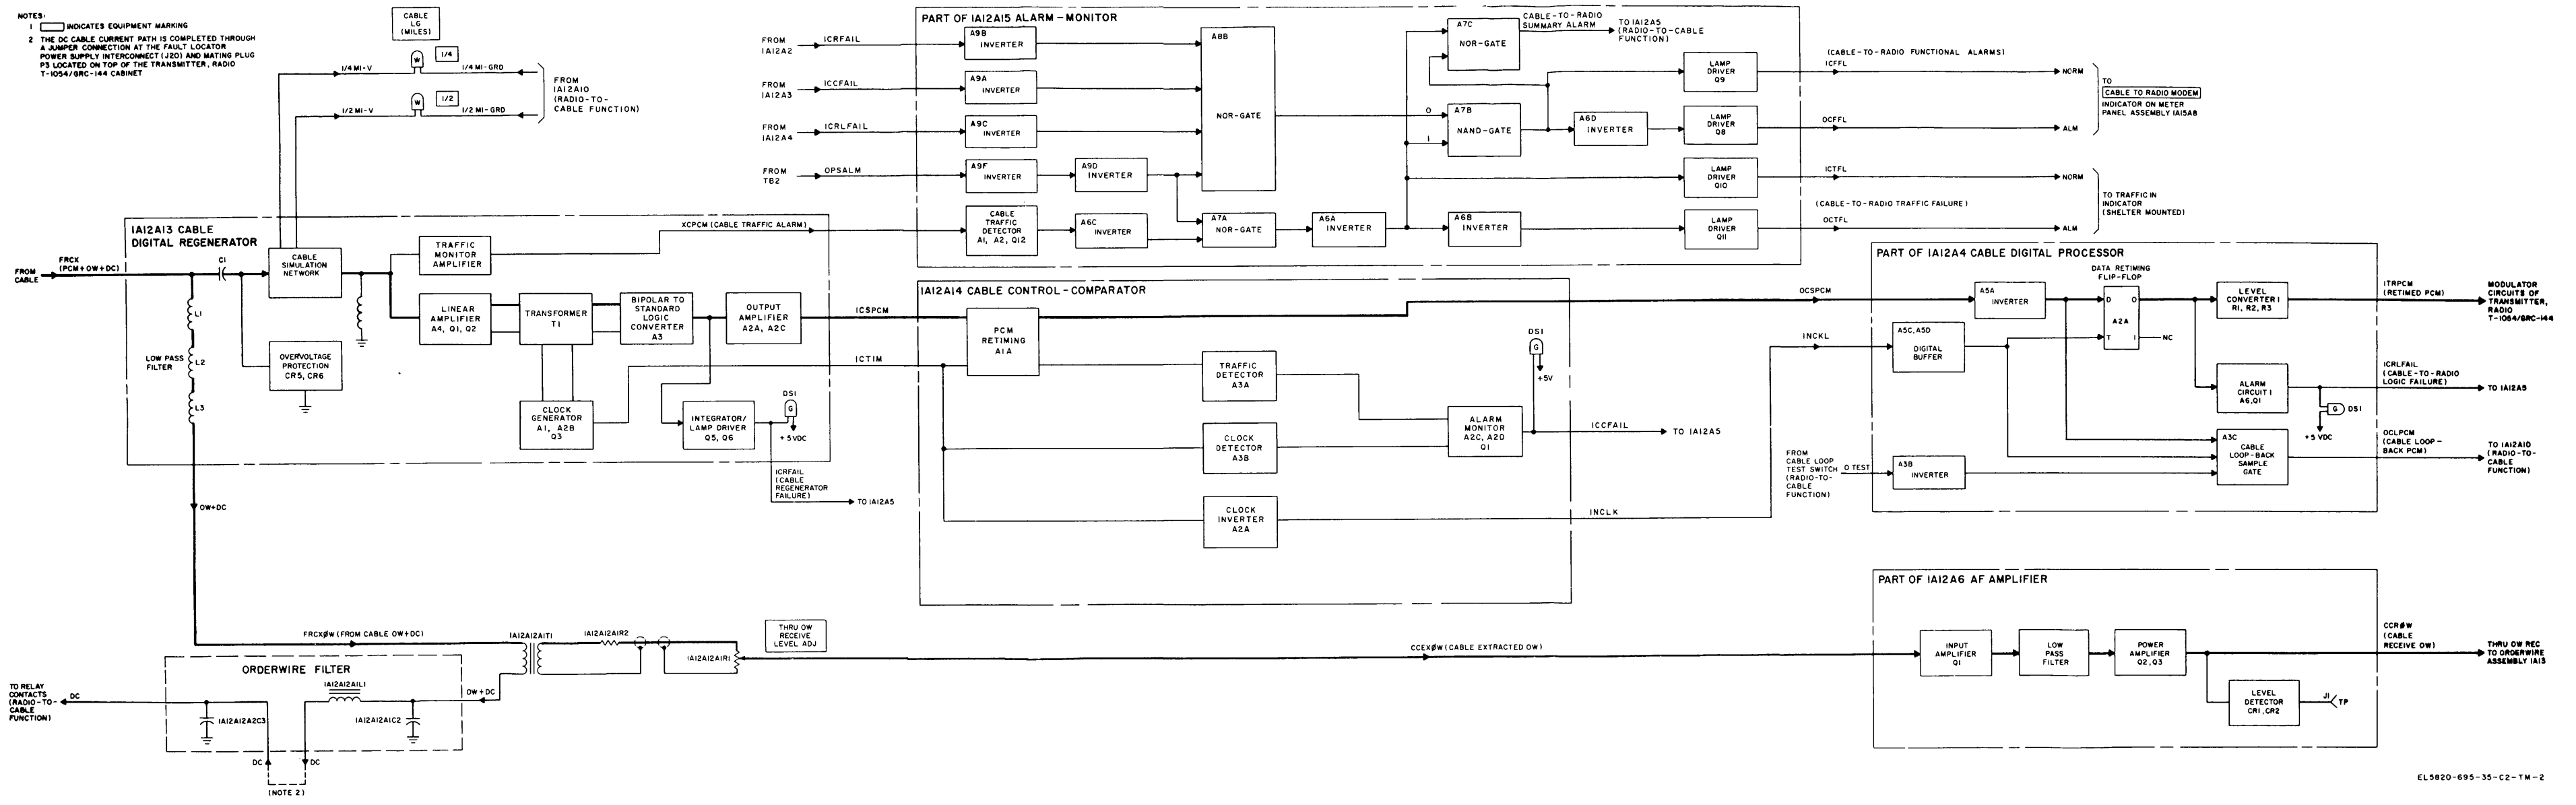 NOTES:
1 INDICATES EQUIPMENT MARKING
2 THE DC CABLE CURRENT PATH IS COMPLETED THROUGH
A JUMPER CONNECTION AT THE FAULT LOCATOR
POWER SUPPLY INTERCONNECT (J20) AND MATING PLUG
P3 LOCATED ON TOP OF THE TRANSMITTER, RADIO
T-1054/GRC-144 CABINET
CABLE
LG
(MILES)
W
1/4
1/4 MI-V
1/4 MI-GRD
W
1/2
1/2 MI-V
1/2 MI-GRD
FROM
1A12A10
(RADIO-TO-
CABLE FUNCTION)
PART OF 1A12A15 ALARM-MONITOR
FROM
1A12A2
ICRFAIL
A9B
INVERTER
FROM
1A12A3
ICCFAIL
A9A
INVERTER
FROM
1A12A4
ICRLFAIL
A9C
INVERTER
FROM
TB2
OPSALM
A9F
INVERTER
A9D
INVERTER
A8B
NOR-GATE
CABLE
TRAFFIC
DETECTOR
A1, A2, Q12
A6C
INVERTER
A7A
NOR-GATE
A6A
INVERTER
A6B
INVERTER
A7C
NOR-GATE
CABLE-TO-RADIO
SUMMARY ALARM
TO 1A12A5
(RADIO-TO-CABLE
FUNCTION)
0
1
A7B
NAND-GATE
A6D
INVERTER
LAMP
DRIVER
Q9
LAMP
DRIVER
Q8
LAMP
DRIVER
Q10
LAMP
DRIVER
Q11
(CABLE-TO-RADIO FUNCTIONAL ALARMS)
ICFFL
NORM
OCFFL
ALM
TO
CABLE TO RADIO MODEM
INDICATOR ON METER
PANEL ASSEMBLY 1A15A8
ICTFL
NORM
(CABLE-TO-RADIO TRAFFIC FAILURE)
OCTFL
ALM
TO TRAFFIC IN
INDICATOR
(SHELTER MOUNTED)
1A12A13 CABLE
DIGITAL REGENERATOR
FROM
CABLE
FRCX
(PCM+OW+DC)
C1
CABLE
SIMULATION
NETWORK
TRAFFIC
MONITOR
AMPLIFIER
XCPCM (CABLE TRAFFIC ALARM)
L1
LOW PASS
FILTER
L2
L3
OVERVOLTAGE
PROTECTION
CR5, CR6
LINEAR
AMPLIFIER
A4, Q1, Q2
TRANSFORMER
T1
BIPOLAR TO
STANDARD
LOGIC
CONVERTER
A3
OUTPUT
AMPLIFIER
A2A, A2C
ICSPCM
CLOCK
GENERATOR
A1, A2B
Q3
ICTIM
INTEGRATOR/
LAMP DRIVER
Q5, Q6
DS1
G
+5VDC
ICRFAIL
(CABLE
REGENERATOR
FAILURE)
TO 1A12A5
1A12A14 CABLE CONTROL-COMPARATOR
PCM
RETIMING
A1A
TRAFFIC
DETECTOR
A3A
CLOCK
DETECTOR
A3B
CLOCK
INVERTER
A2A
ALARM
MONITOR
A2C, A2D
Q1
DS1
G
+5V
ICCFAIL
TO 1A12A5
OCSPCM
INCKL
INCLK
PART OF 1A12A4 CABLE DIGITAL PROCESSOR
A5A
INVERTER
DATA RETIMING
FLIP-FLOP
D
0
A2A
T
1
NC
LEVEL
CONVERTER 1
R1, R2, R3
ITRPCM
(RETIMED PCM)
MODULATOR
CIRCUITS OF
TRANSMITTER,
RADIO
T-1054/GRC-144
A5C, A5D
DIGITAL
BUFFER
ALARM
CIRCUIT 1
A6,Q1
ICRLFAIL
(CABLE-TO-RADIO
LOGIC FAILURE)
TO 1A12A5
G
DS1
+5 VDC
FROM
CABLE LOOP
TEST SWITCH
(RADIO-TO-
CABLE
FUNCTION)
O TEST
A3B
INVERTER
A3C
CABLE
LOOP-BACK
SAMPLE
GATE
OCLPCM
(CABLE LOOP-
BACK PCM)
TO 1A12A10
(RADIO-TO-
CABLE
FUNCTION)
OW+DC
FRCXØW (FROM CABLE OW+DC)
1A12A12A1T1
1A12A12A1R2
1A12A12A1R1
THRU OW
RECEIVE
LEVEL ADJ
CCEXØW (CABLE EXTRACTED OW)
PART OF 1A12A6 AF AMPLIFIER
INPUT
AMPLIFIER
Q1
LOW
PASS
FILTER
POWER
AMPLIFIER
Q2, Q3
LEVEL
DETECTOR
CR1, CR2
J1
TP
CCRØW
(CABLE
RECEIVE OW)
THRU OW REC
TO ORDERWIRE
ASSEMBLY 1A13
ORDERWIRE FILTER
TO RELAY
CONTACTS
(RADIO-TO-
CABLE
FUNCTION)
DC
1A12A12A1L1
OW+DC
1A12A12A2C3
1A12A12A1C2
DC
DC
(NOTE 2)
EL5820-695-35-C2-TM-2